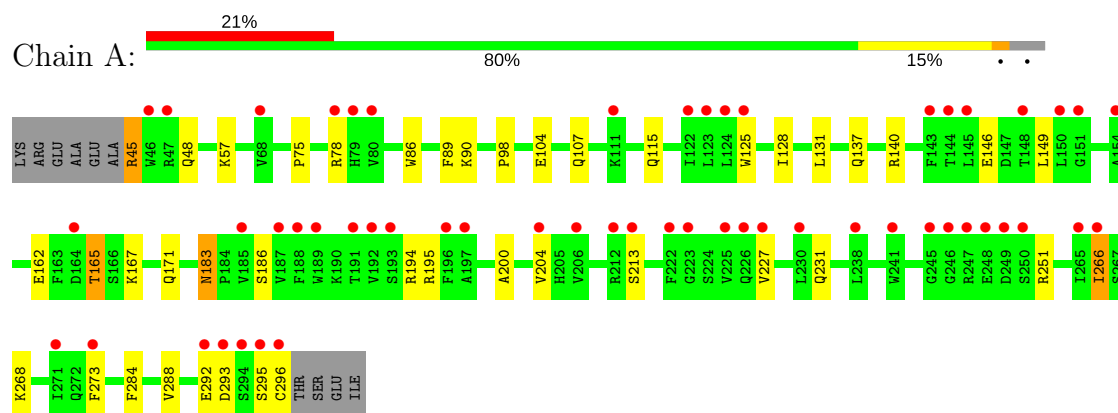 21%
Chain A:
80% 15% • •
LYS ARG GLU ALA GLU ALA R45 W46 R47 Q48 K57 V68 P75 R78 H79 V80 W86 F89 K90 P98 E104 Q107 K111 Q115 I122 L123 L124 W125 I128 L131 Q137 R140 F143 T144 L145 E146 D147 T148 L149 L150 G151 A154
E162 F163 D164 T165 S166 K167 Q171 N183 P184 V185 S186 V187 F188 W189 K190 T191 V192 S193 R194 R195 F196 A197 A200 V204 H205 V206 R212 S213 F222 G223 S224 V225 Q226 V227 L230 Q231 L238 W241 G245 G246 R247 E248 D249 S250 R251 I265 I266 S267
K268 I271 Q272 F273 F284 V288 E292 D293 S294 S295 C296 THR SER GLU ILE